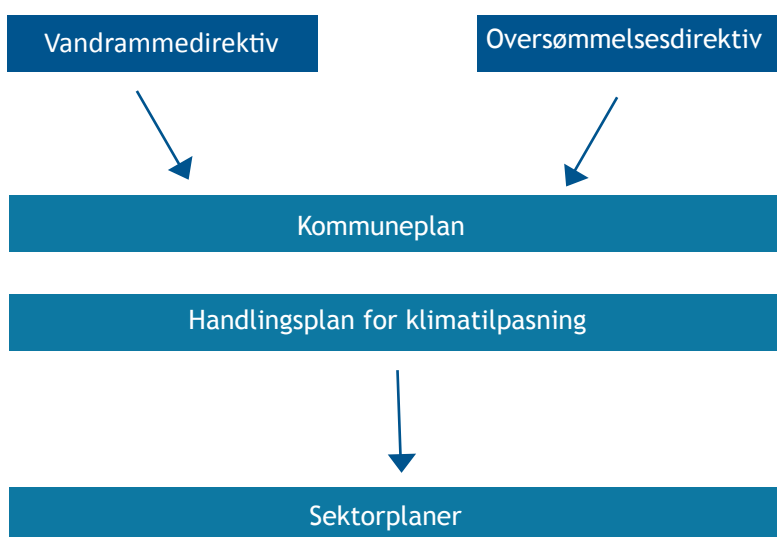 Vandrammedirektiv
Oversømmelsesdirektiv
Kommuneplan
Handlingsplan for klimatilpasning
Sektorplaner